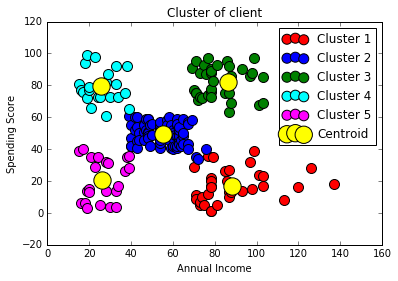 Cluster of client
120
100
80
60
40
20
0
−20
Spending Score
0 20 40 60 80 100 120 140 160
Annual Income
Cluster 1
Cluster 2
Cluster 3
Cluster 4
Cluster 5
Centroid